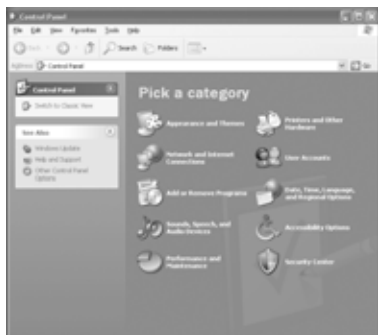 Control Panel
File Edit View Favorites Tools Help
Back Search Folders
Address Control Panel Go
Control Panel
Switch to Classic View
See Also
Windows Update
Help and Support
Other Control Panel
Options
Pick a category
Appearance and Themes
Printers and Other
Hardware
Network and Internet
Connections
User Accounts
Add or Remove Programs
Date, Time, Language,
and Regional Options
Sounds, Speech, and
Audio Devices
Accessibility Options
Performance and
Maintenance
Security Center